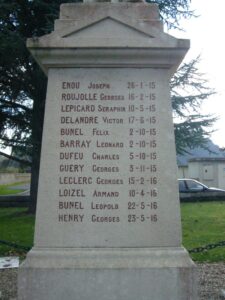 ENOU JOSEPH 26-1-15
ROUJOLLE GEORGES 16-2-15
LEPICARD SERAPHIN 10-5-15
DELANDRE VICTOR 17-6-15
BUNEL FELIX 2-10-15
BARRAY LEONARD 2-10-15
DUFEU CHARLES 5-10-15
GUERY GEORGES 3-11-15
LECLERC GEORGES 15-2-16
LOIZEL ARMAND 10-4-16
BUNEL LEOPOLD 22-5-16
HENRY GEORGES 23-5-16